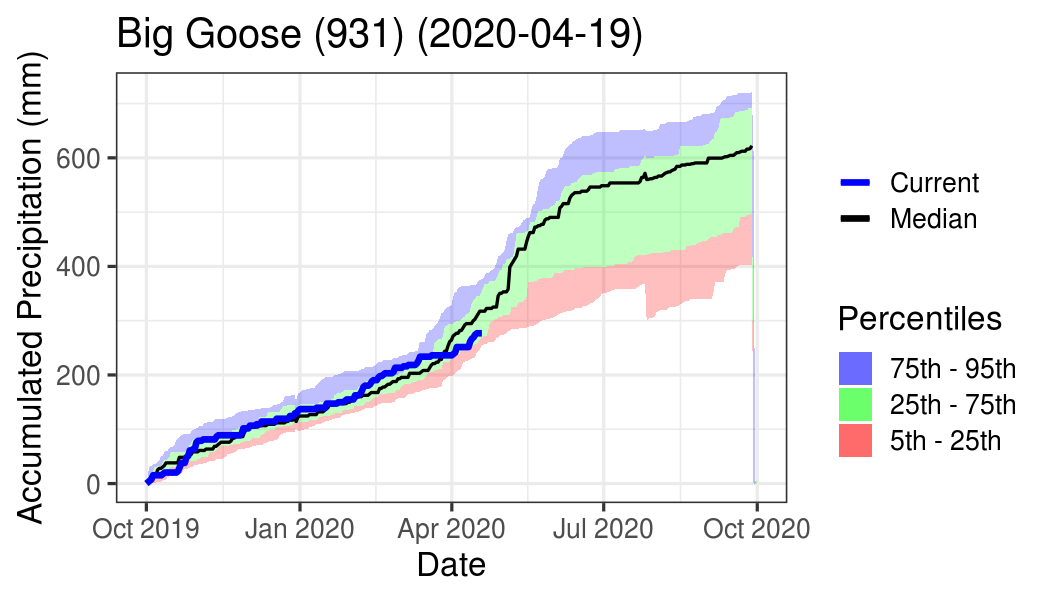 Big Goose (931) (2020-04-19)
Accumulated Precipitation (mm)
600
400
200
0
Oct 2019 Jan 2020 Apr 2020 Jul 2020 Oct 2020
Date
Current
Median
Percentiles
75th - 95th
25th - 75th
5th - 25th